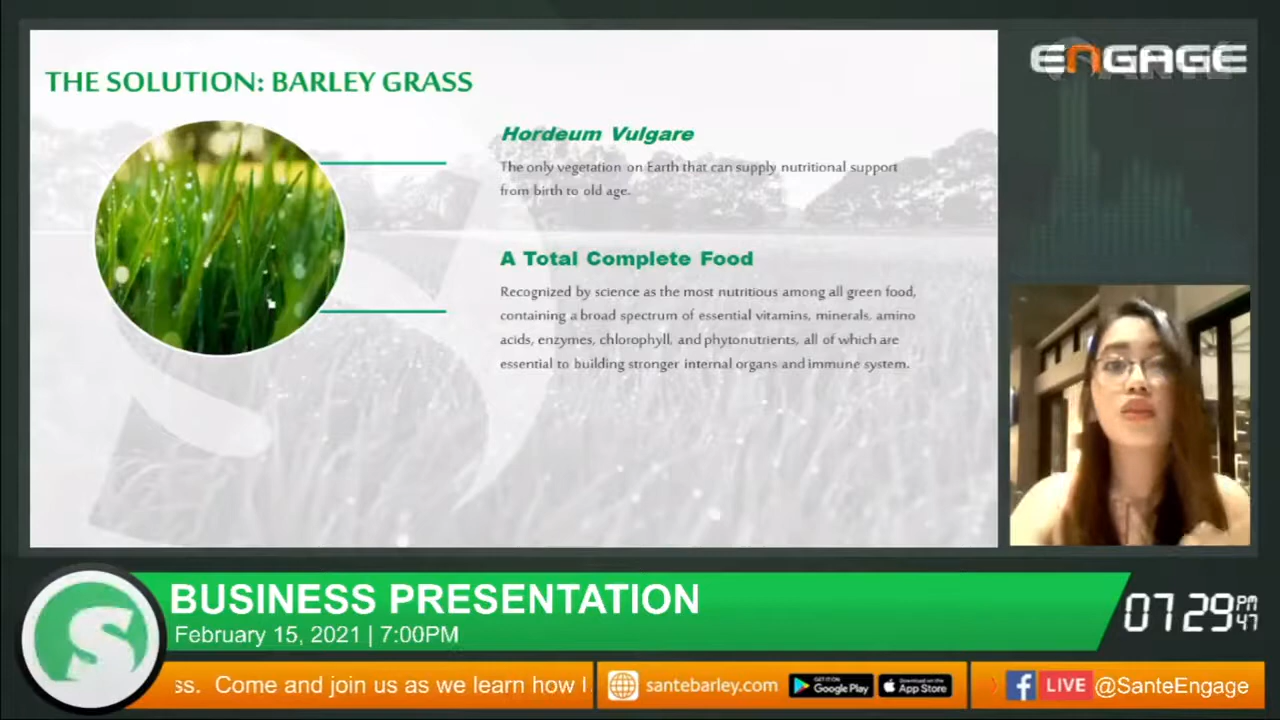 THE SOLUTION: BARLEY GRASS
Hordeum Vulgare
The only vegetation on Earth that can supply nutritional support
from birth to old age.
A Total Complete Food
Recognized by science as the most nutritious among all green food,
containing a broad spectrum of essential vitamins, minerals, amino
acids, enzymes, chlorophyll, and phytonutrients, all of which are
essential to building stronger internal organs and immune system.
ENGAGE
BUSINESS PRESENTATION
February 15, 2021 | 7:00PM
07 29 PM 47
ss. Come and join us as we learn how
santebarley.com
GET IT ON
Google Play
Download on the
App Store
LIVE @SanteEngage